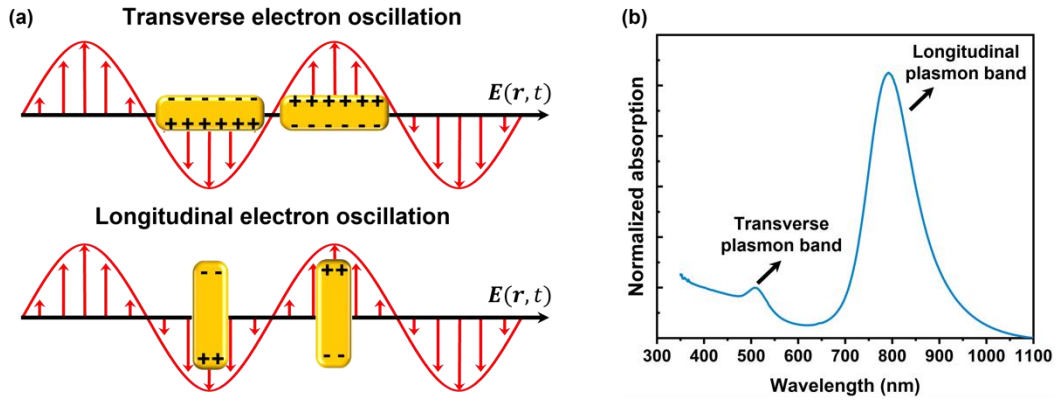 (a)
Transverse electron oscillation
- - - - - -
+ + + + + +
+ + + + + +
- - - - - -
E(r, t)
Longitudinal electron oscillation
- -
+ +
+ +
- -
E(r, t)
(b)
Normalized absorption
Longitudinal
plasmon band
Transverse
plasmon band
300 400 500 600 700 800 900 1000 1100
Wavelength (nm)